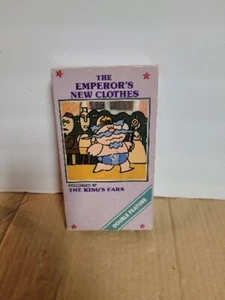 THE
EMPEROR'S
NEW CLOTHES
FOLLOWED BY
THE KING'S EARS
DOUBLE FEATURE